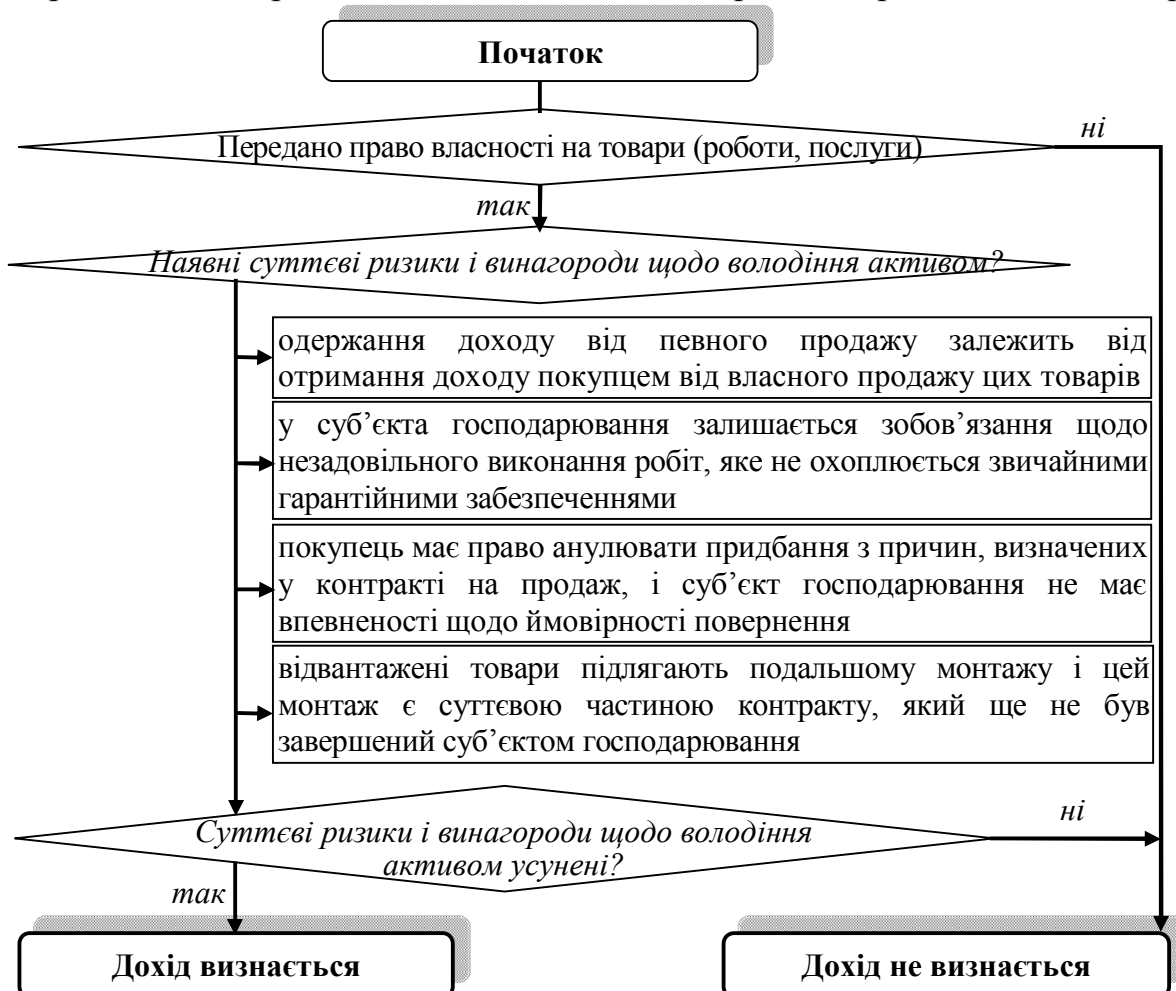 Початок
ні
Передано право власності на товари (роботи, послуги)
так
Наявні суттєві ризики і винагороди щодо володіння активом?
одержання доходу від певного продажу залежить від
отримання доходу покупцем від власного продажу цих товарів
у суб’єкта господарювання залишається зобов’язання щодо
незадовільного виконання робіт, яке не охоплюється звичайними
гарантійними забезпеченнями
покупець має право анулювати придбання з причин, визначених
у контракті на продаж, і суб’єкт господарювання не має
впевненості щодо ймовірності повернення
відвантажені товари підлягають подальшому монтажу і цей
монтаж є суттєвою частиною контракту, який ще не був
завершений суб’єктом господарювання
ні
Суттєві ризики і винагороди щодо володіння
активом усунені?
так
Дохід визнається
Дохід не визнається